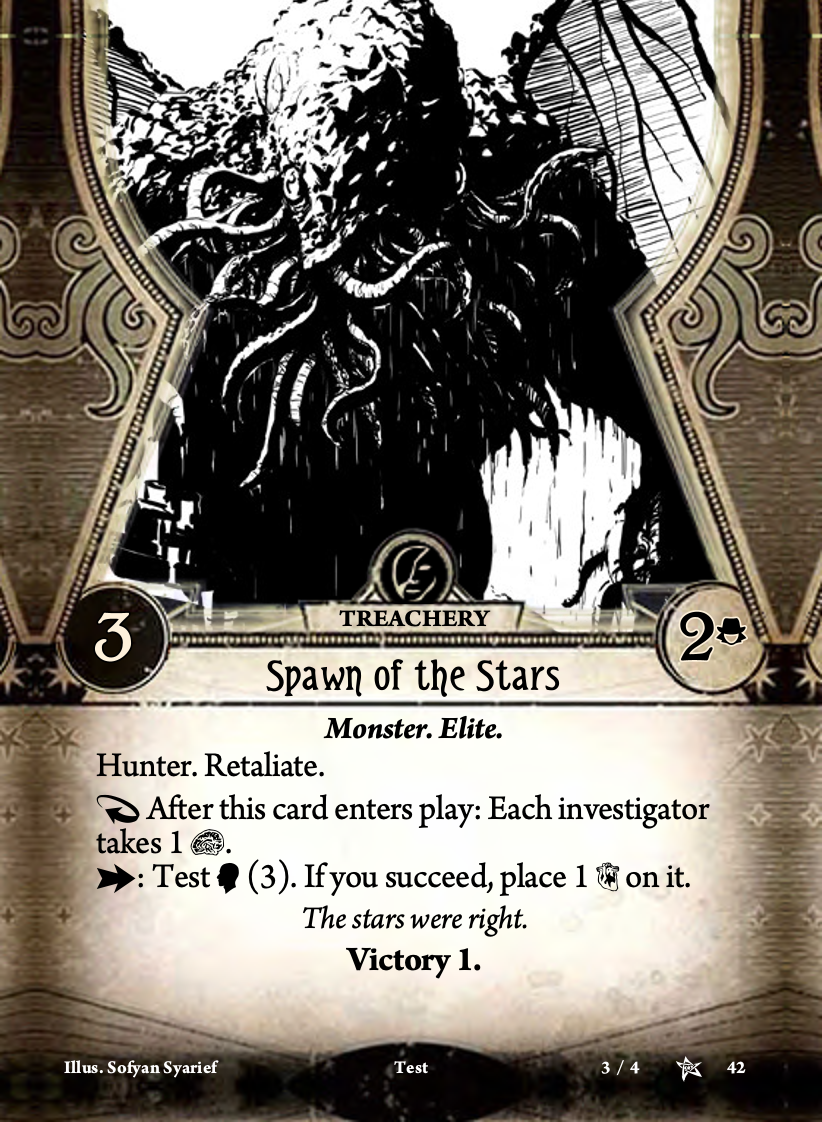 3
TREACHERY
2
Spawn of the Stars
Monster. Elite.
Hunter. Retaliate.
After this card enters play: Each investigator
takes 1 .
: Test (3). If you succeed, place 1 on it.
The stars were right.
Victory 1.
Illus. Sofyan Syarief Test 3 / 4 42